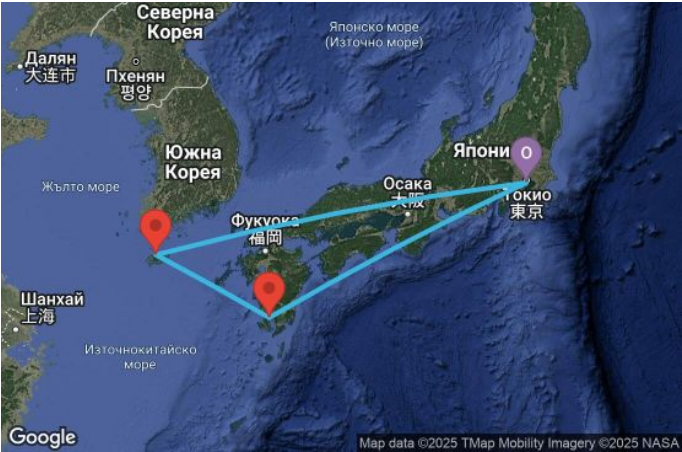 Северна
Корея
Японско море
(Източно море)
Далян
大连市
Пхенян
평양
Южна
Корея
Япони
O
Жълто море
Осака
大阪
Токио
東京
Фукуока
福岡
Шанхай
上海
Източнокитайско
море
Google
Map data ©2025 TMap Mobility Imagery ©2025 NASA